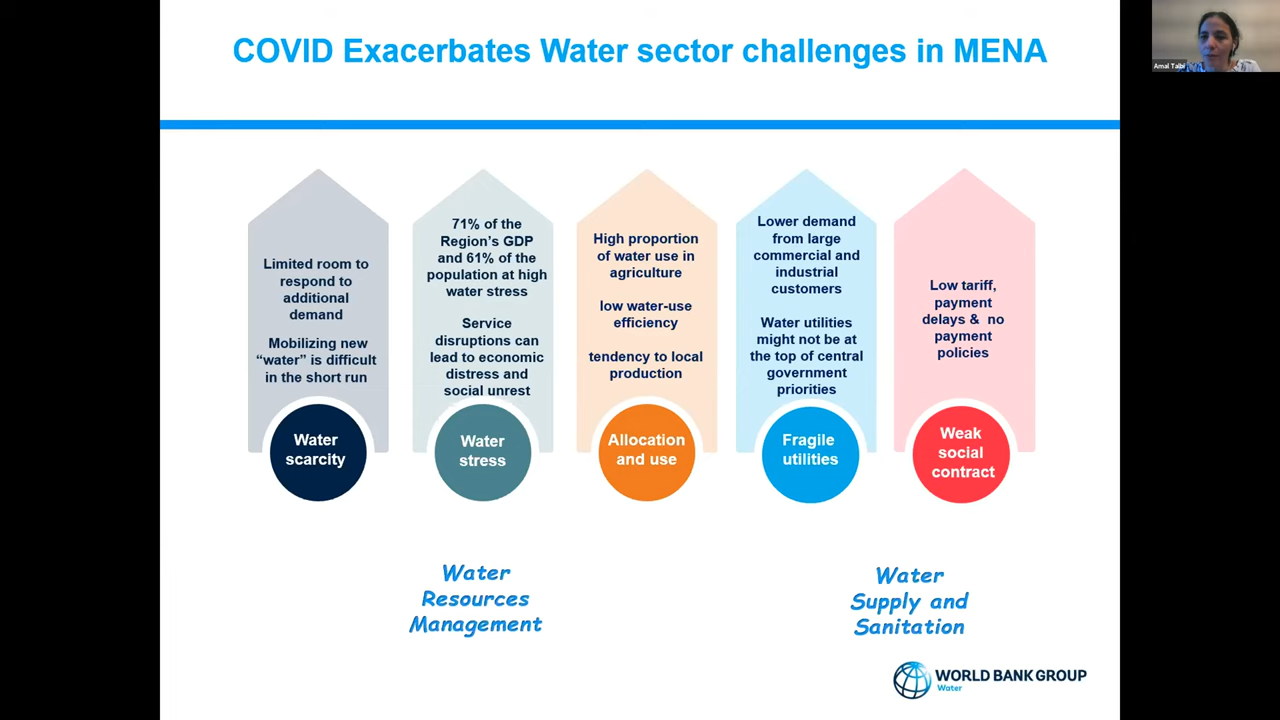 COVID Exacerbates Water sector challenges in MENA
Amal Talbi
Limited room to
respond to
additional
demand
Mobilizing new
“water” is difficult
in the short run
Water
scarcity
71% of the
Region’s GDP
and 61% of the
population at high
water stress
Service
disruptions can
lead to economic
distress and
social unrest
Water
stress
High proportion
of water use in
agriculture
low water-use
efficiency
tendency to local
production
Allocation
and use
Lower demand
from large
commercial and
industrial
customers
Water utilities
might not be at
the top of central
government
priorities
Fragile
utilities
Low tariff,
payment
delays & no
payment
policies
Weak
social
contract
Water
Resources
Management
Water
Supply and
Sanitation
WORLD BANK GROUP
Water